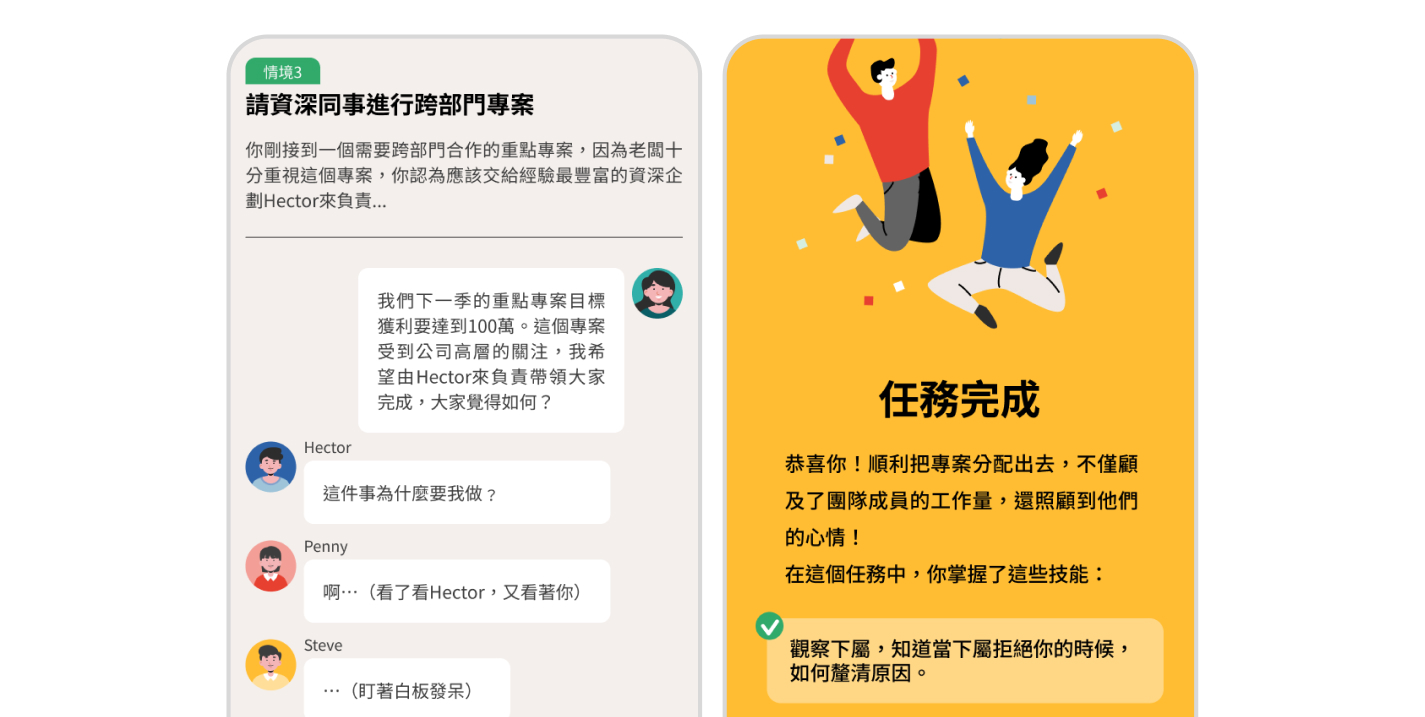 情境3
請資深同事進行跨部門專案
你剛接到一個需要跨部門合作的重點專案，因為老闆十
分重視這個專案，你認為應該交給經驗最豐富的資深企
劃Hector來負責...
我們下一季的重點專案目標
獲利要達到100萬。這個專案
受到公司高層的關注，我希
望由Hector來負責帶領大家
完成，大家覺得如何？
Hector
這件事為什麼要我做？
Penny
啊…（看了看Hector，又看著你）
Steve
…（盯著白板發呆）
任務完成
恭喜你！順利把專案分配出去，不僅顧
及了團隊成員的工作量，還照顧到他們
的心情！
在這個任務中，你掌握了這些技能：
觀察下屬，知道當下屬拒絕你的時候，
如何釐清原因。